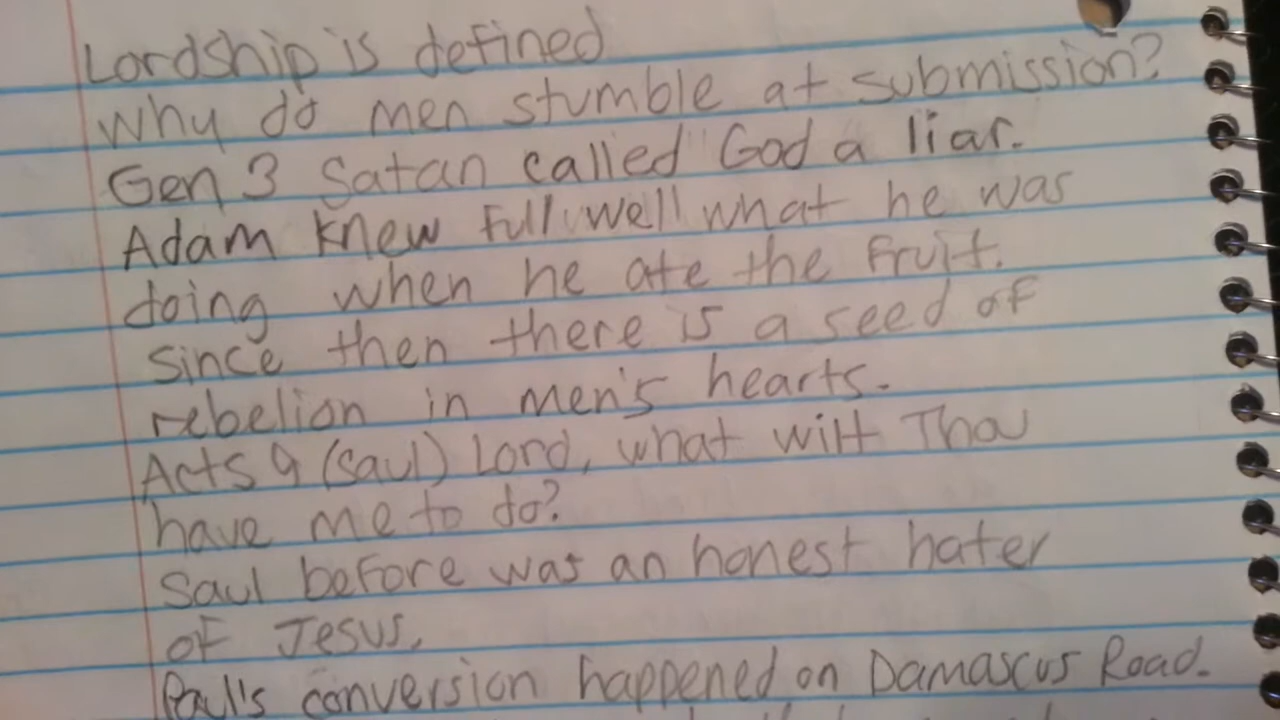 Lordship is defined
Why do men stumble at submission?
Gen 3 Satan called God a liar.
Adam knew full well what he was
doing when he ate the fruit.
Since then there is a seed of
rebelion in men's hearts.
Acts 9 (Saul) Lord, what wilt Thou
have me to do?
Saul before was an honest hater
of Jesus.
Paul's conversion happened on Damascus Road.